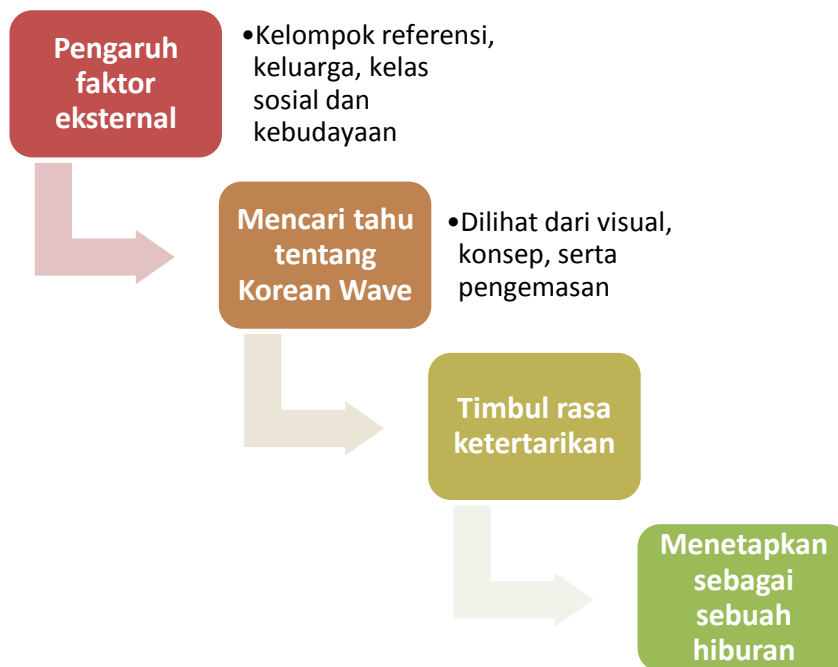 Pengaruh
faktor
eksternal
•Kelompok referensi,
keluarga, kelas
sosial dan
kebudayaan
Mencari tahu
tentang
Korean Wave
•Dilihat dari visual,
konsep, serta
pengemasan
Timbul rasa
ketertarikan
Menetapkan
sebagai
sebuah
hiburan